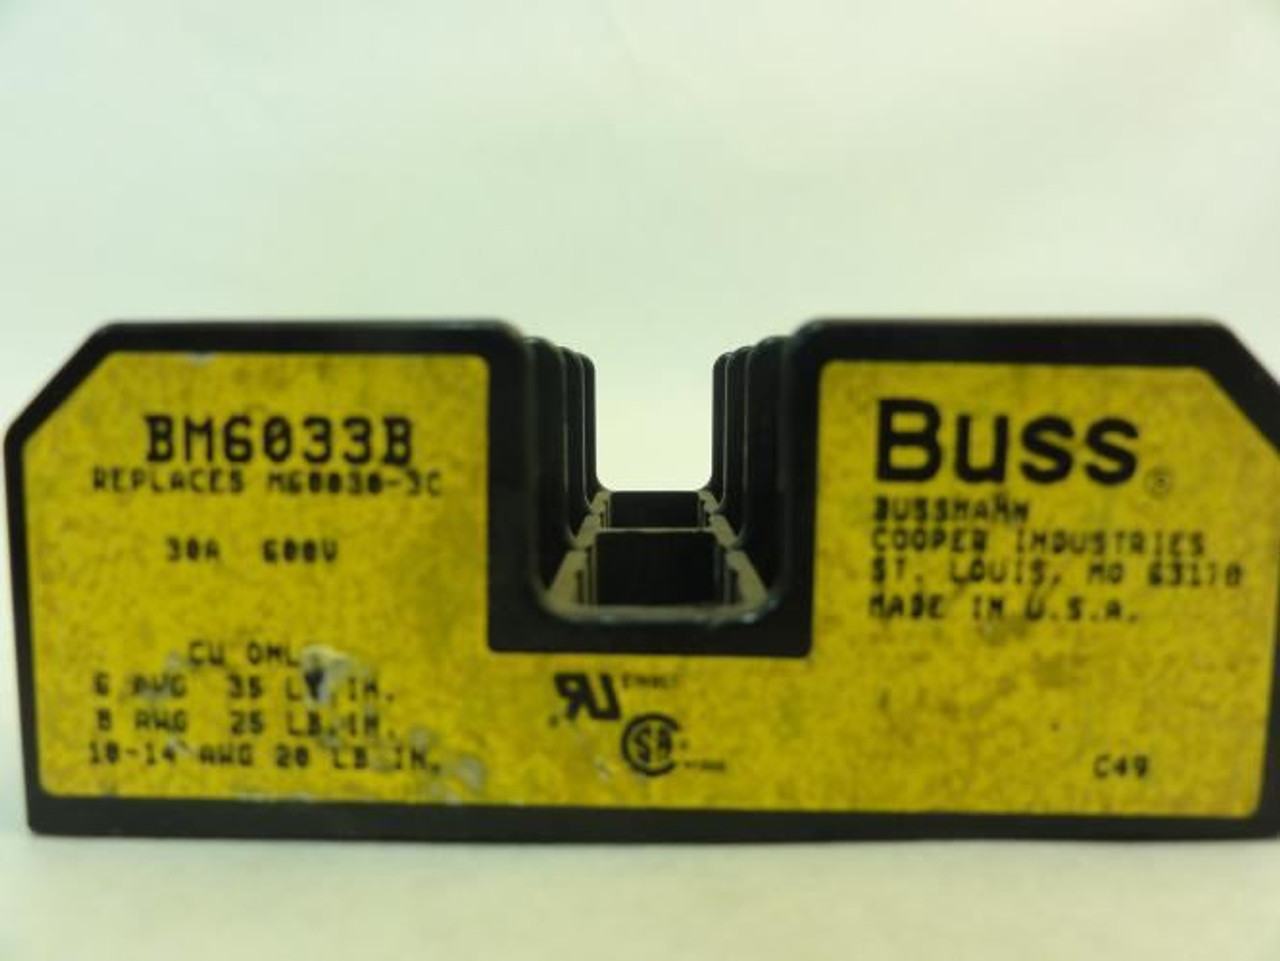 BM6033B
REPLACES M60030-3C
30A 600V
CU ONLY
6 AWG 35 LB.IN.
8 AWG 25 LB.IN.
10-14 AWG 20 LB.IN.
Buss®
BUSSMANN
COOPER INDUSTRIES
ST. LOUIS, MO 63178
MADE IN U.S.A.
C49